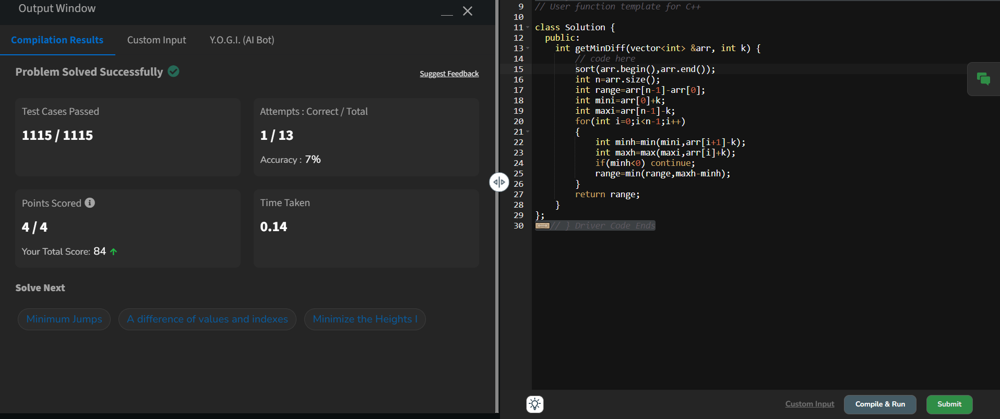 Output Window
Compilation Results
Custom Input
Y.O.G.I. (AI Bot)
Problem Solved Successfully
Suggest Feedback
Test Cases Passed
1115 / 1115
Attempts : Correct / Total
1 / 13
Accuracy : 7%
Points Scored
4 / 4
Your Total Score: 84
Time Taken
0.14
Solve Next
Minimum Jumps
A difference of values and indexes
Minimize the Heights I
9 // User function template for C++
10
11 class Solution {
12   public:
13     int getMinDiff(vector<int> &arr, int k) {
14         // code here
15         sort(arr.begin(),arr.end());
16         int n=arr.size();
17         int range=arr[n-1]-arr[0];
18         int mini=arr[0]+k;
19         int maxi=arr[n-1]-k;
20         for(int i=0;i<n-1;i++)
21         {
22             int minh=min(mini,arr[i+1]-k);
23             int maxh=max(maxi,arr[i]+k);
24             if(minh<0) continue;
25             range=min(range,maxh-minh);
26         }
27         return range;
28     }
29 };
30 // } Driver Code Ends
Custom Input
Compile & Run
Submit